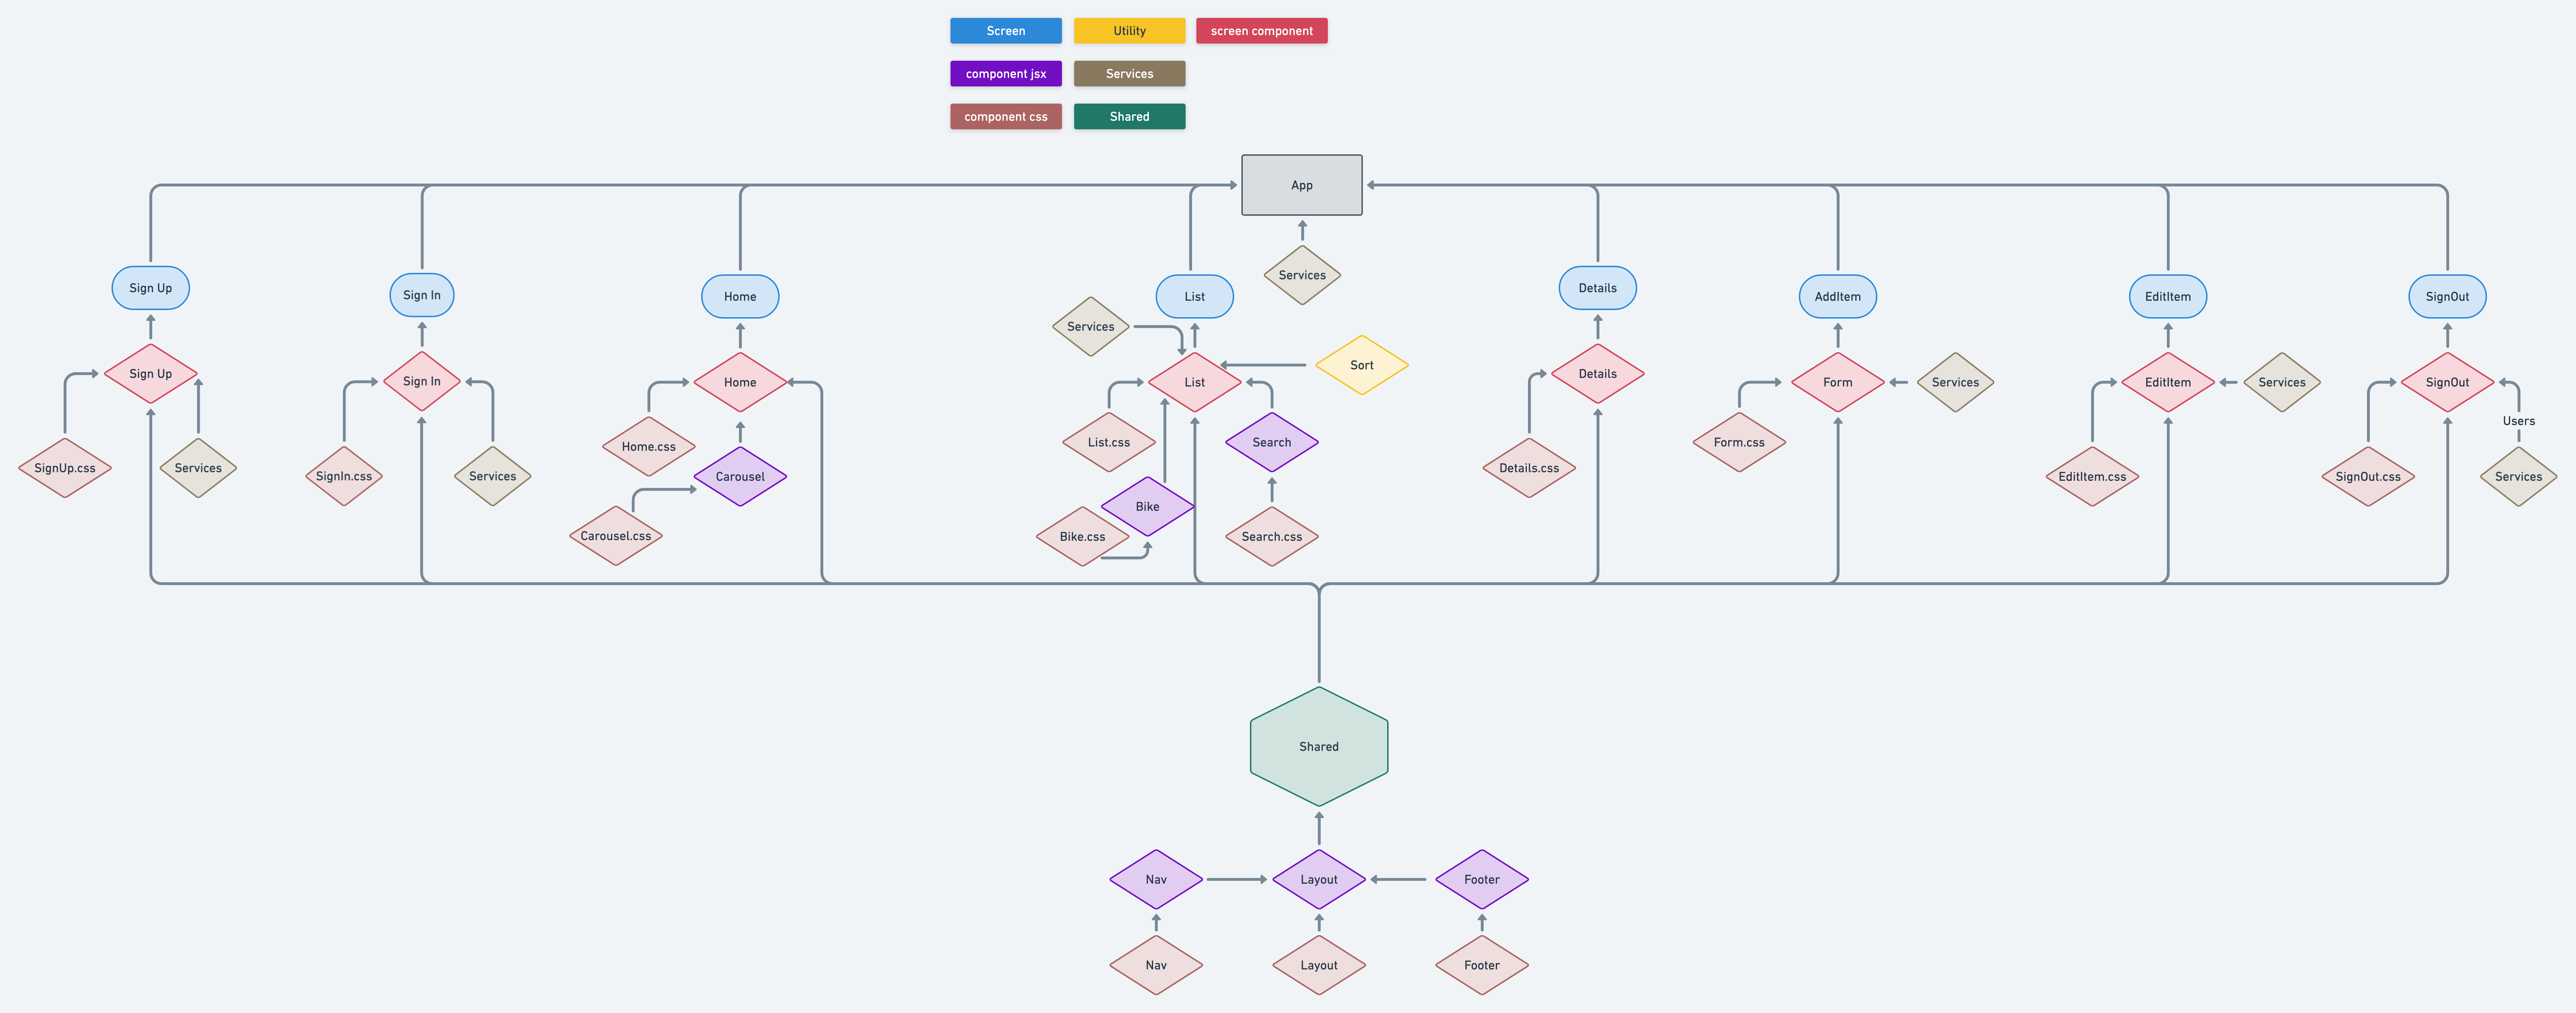 Screen
Utility
screen component
component jsx
Services
component css
Shared
App
Services
Sign Up
Sign In
Home
List
Details
AddItem
EditItem
SignOut
Services
Sort
Sign Up
Sign In
Home
List
Details
Form
Services
EditItem
Services
SignOut
Users
SignUp.css
Services
SignIn.css
Services
Home.css
Carousel
Carousel.css
List.css
Search
Bike
Bike.css
Search.css
Details.css
Form.css
EditItem.css
SignOut.css
Services
Shared
Nav
Layout
Footer
Nav
Layout
Footer